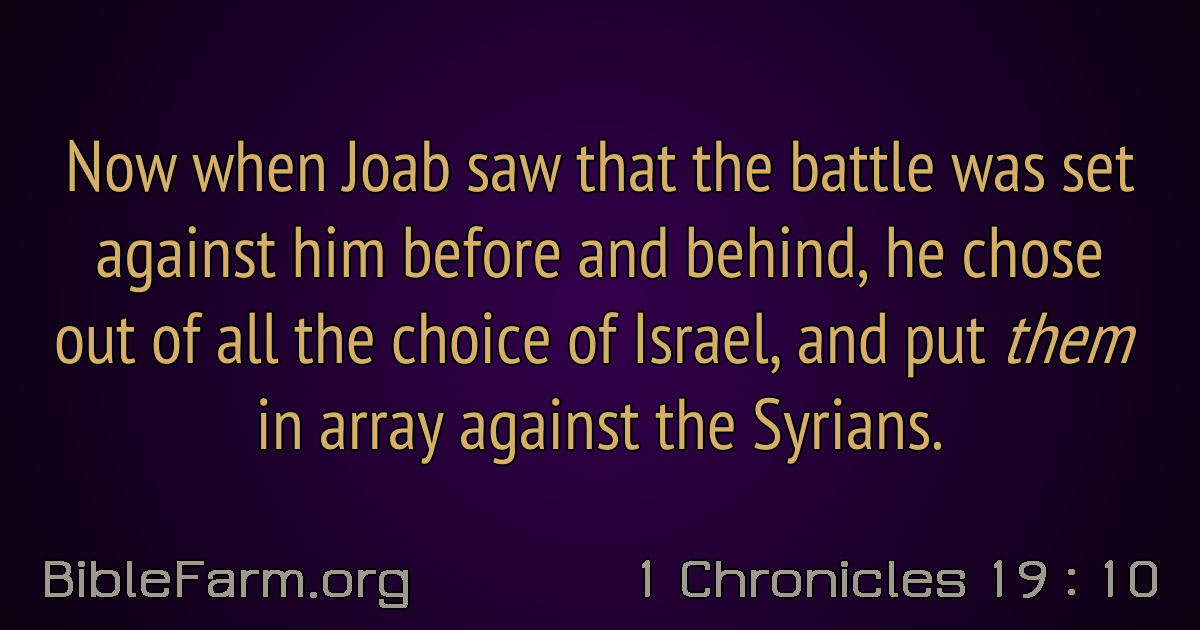 Now when Joab saw that the battle was set
against him before and behind, he chose
out of all the choice of Israel, and put them
in array against the Syrians.
BibleFarm.org
1 Chronicles 19 : 10